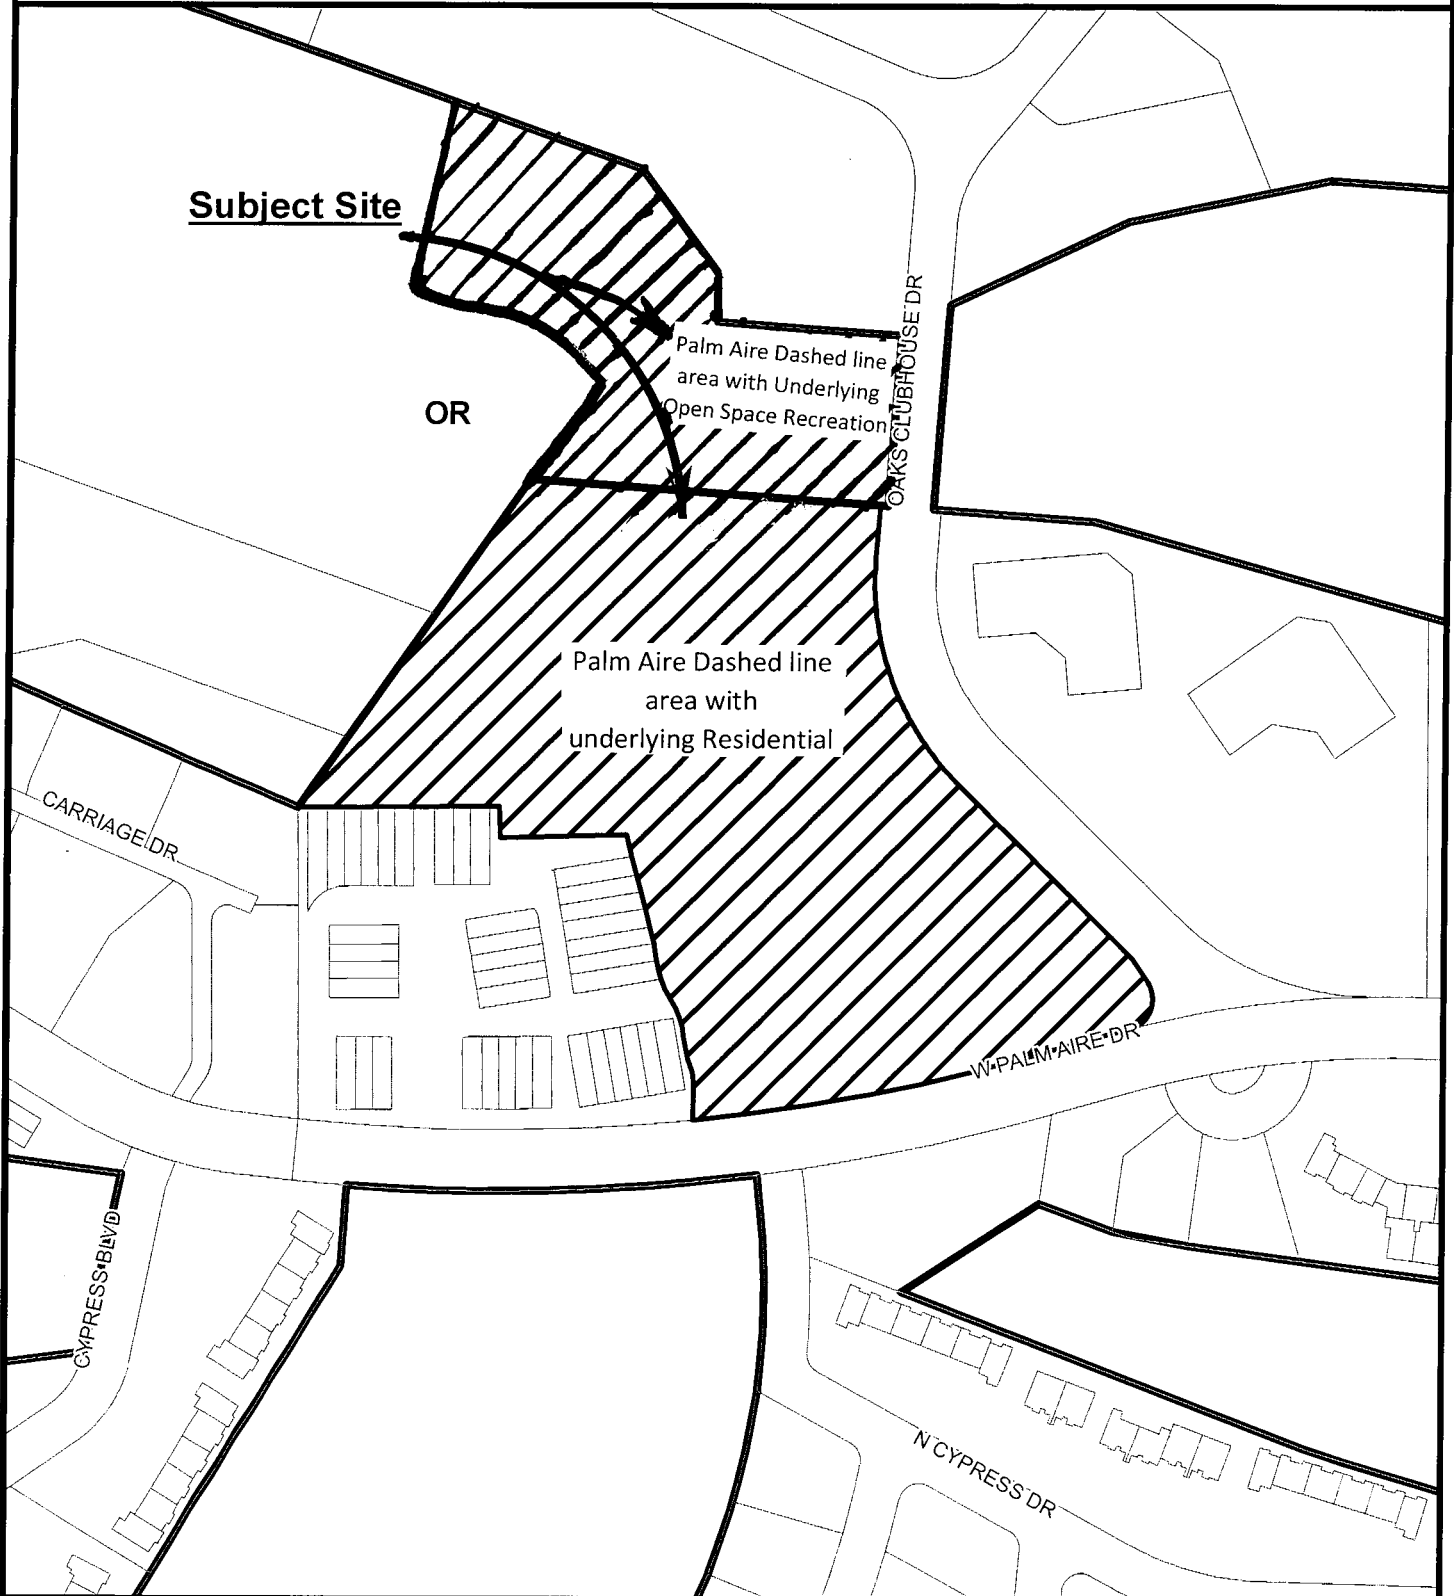 Subject Site
OAKS CLUBHOUSE DR
Palm Aire Dashed line
area with Underlying
Open Space Recreation
OR
Palm Aire Dashed line
area with
underlying Residential
CARRIAGE DR
W PALM AIRE DR
CYPRESS BLVD
N CYPRESS DR